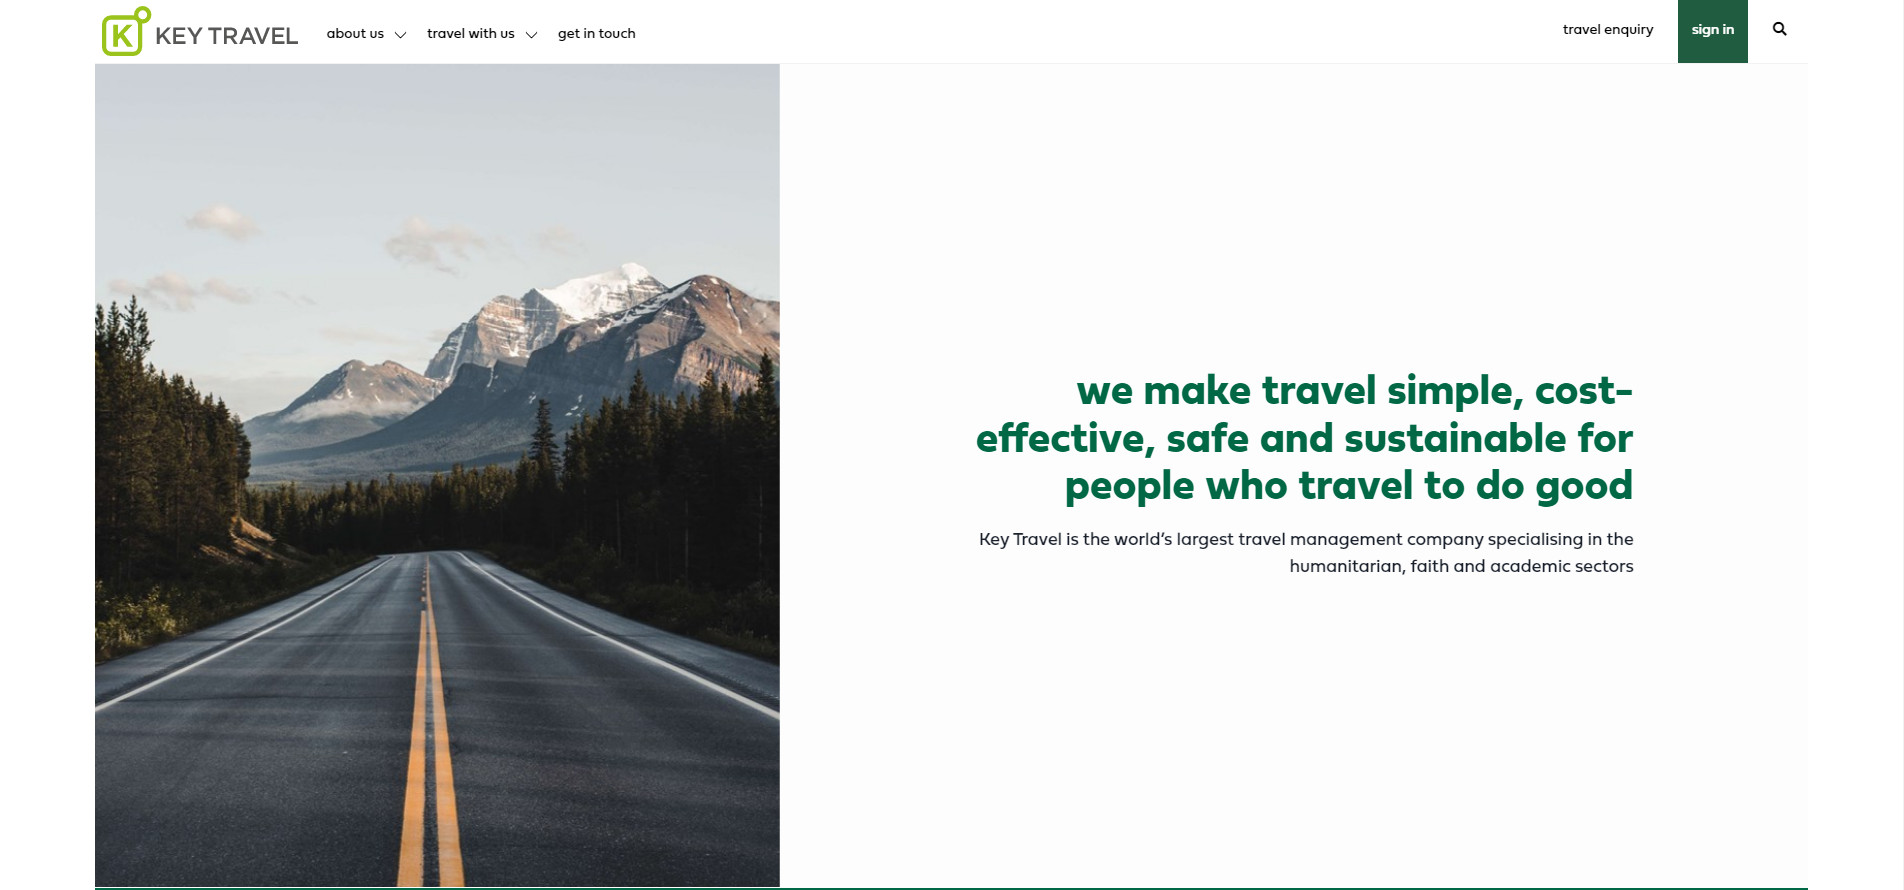 K KEY TRAVEL
about us
travel with us
get in touch
travel enquiry
sign in
we make travel simple, cost-
effective, safe and sustainable for
people who travel to do good
Key Travel is the world's largest travel management company specialising in the
humanitarian, faith and academic sectors